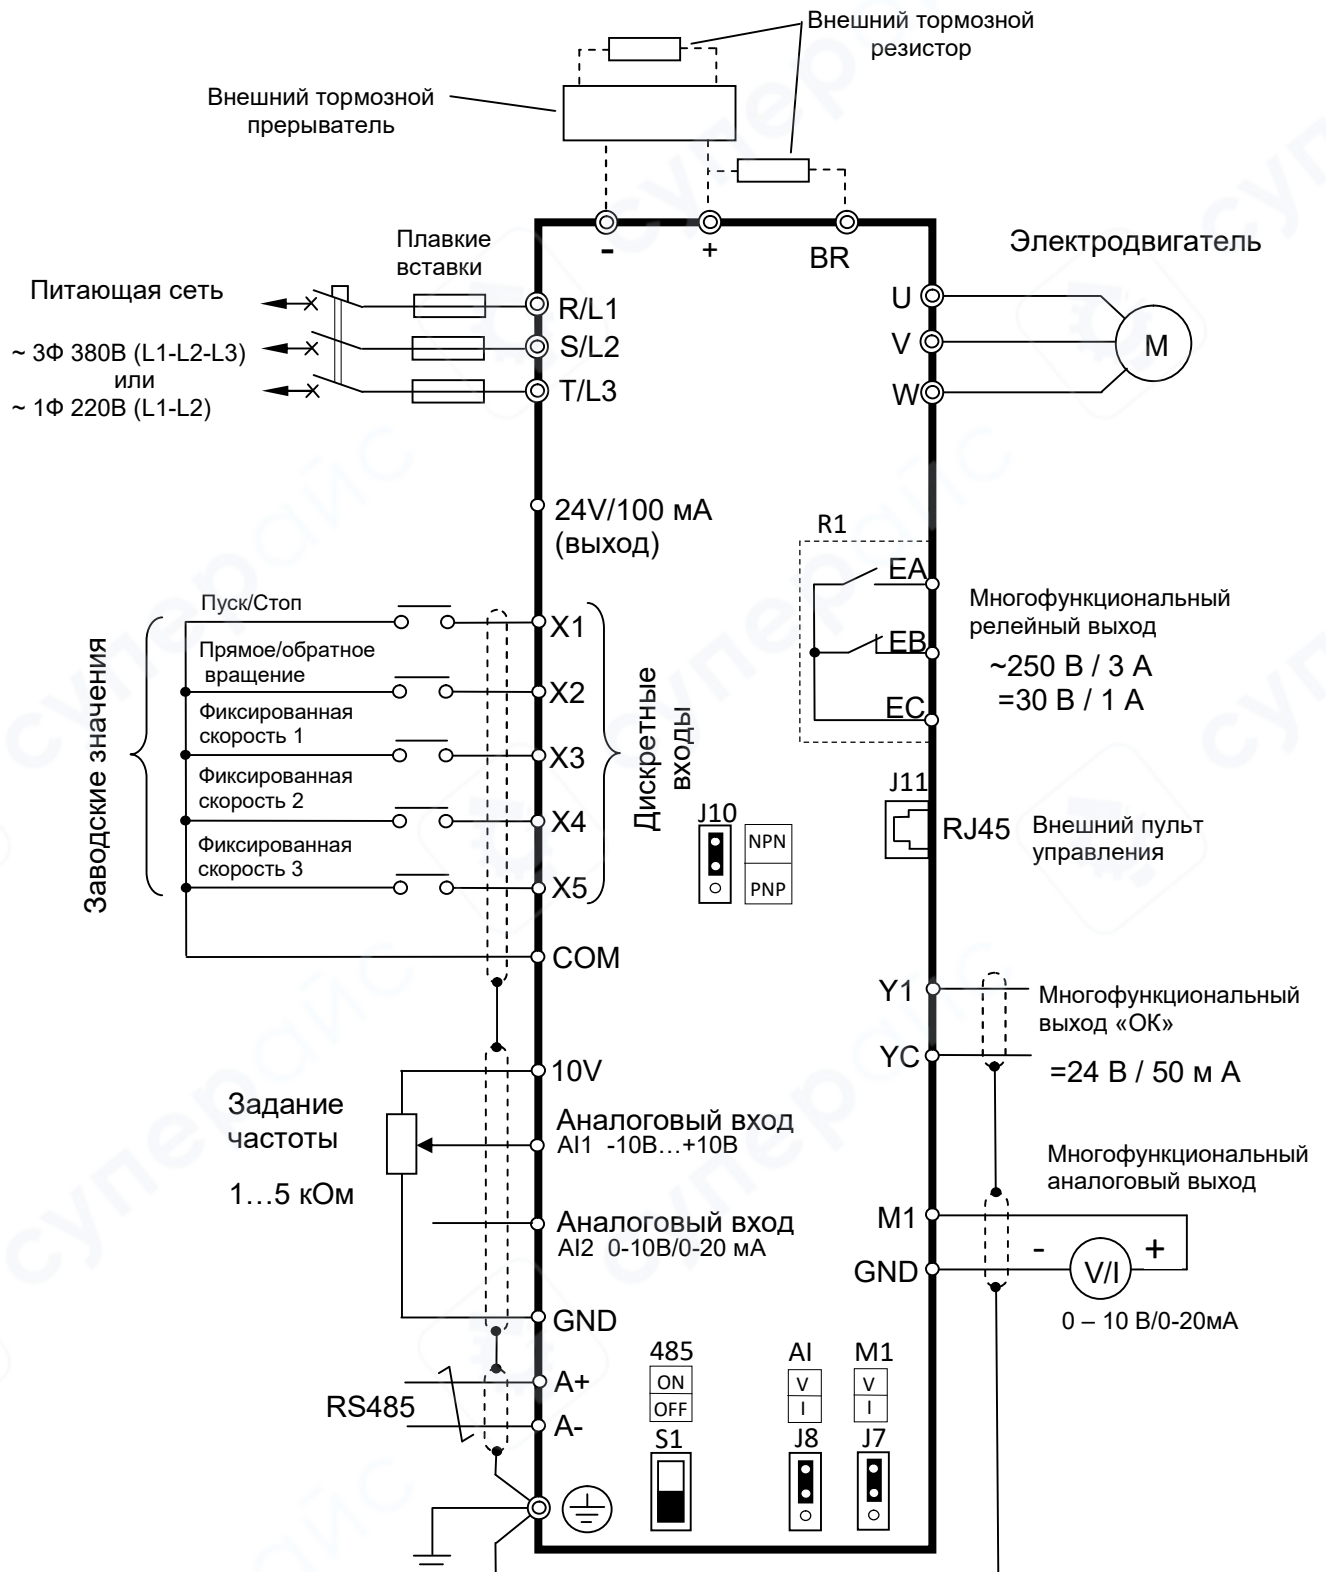 Внешний тормозной
резистор
Внешний тормозной
прерыватель
Плавкие
вставки
-
+
BR
Электродвигатель
Питающая сеть
~ 3Ф 380В (L1-L2-L3)
или
~ 1Ф 220В (L1-L2)
R/L1
S/L2
T/L3
U
V
W
M
24V/100 мА
(выход)
R1
EA
EB
EC
Многофункциональный
релейный выход
~250 В / 3 А
=30 В / 1 А
Заводские значения
Пуск/Стоп
Прямое/обратное
вращение
Фиксированная
скорость 1
Фиксированная
скорость 2
Фиксированная
скорость 3
X1
X2
X3
X4
X5
COM
Дискретные
входы
J10
NPN
PNP
J11
RJ45
Внешний пульт
управления
Y1
YC
Многофункциональный
выход «ОК»
=24 В / 50 м А
Задание
частоты
1…5 кОм
10V
Аналоговый вход
AI1 -10В…+10В
Аналоговый вход
AI2 0-10В/0-20 мА
GND
Многофункциональный
аналоговый выход
M1
GND
-
+
V/I
0 – 10 В/0-20мА
RS485
A+
A-
485
ON
OFF
S1
AI
V
I
J8
M1
V
I
J7
суперайс
суперайс
суперайс
суперайс